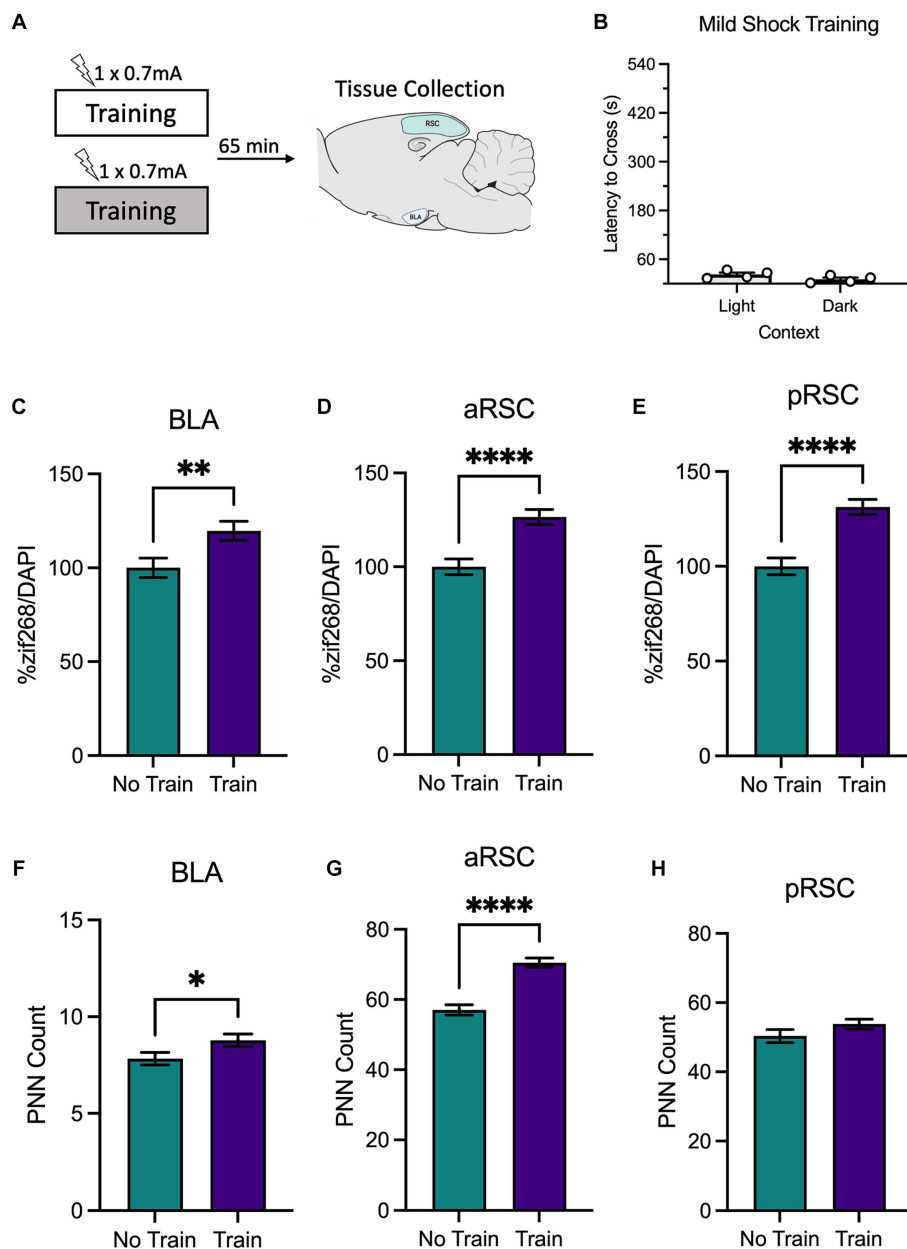 A
1 x 0.7mA
Training
1 x 0.7mA
Training
65 min
Tissue Collection
RSC
BLA
B
Mild Shock Training
Latency to Cross (s)
540
420
300
180
60
Light
Dark
Context
C
BLA
**
%zif268/DAPI
150
100
50
0
No Train
Train
D
aRSC
****
%zif268/DAPI
150
100
50
0
No Train
Train
E
pRSC
****
%zif268/DAPI
150
100
50
0
No Train
Train
F
BLA
*
PNN Count
15
10
5
0
No Train
Train
G
aRSC
****
PNN Count
80
60
40
20
0
No Train
Train
H
pRSC
PNN Count
80
60
40
20
0
No Train
Train